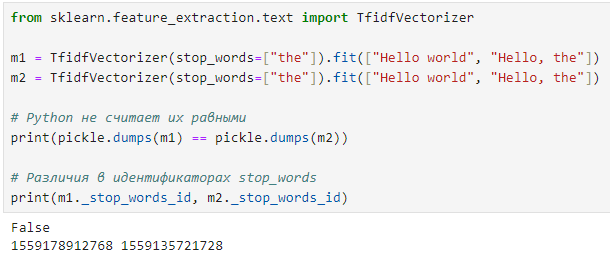 from sklearn.feature_extraction.text import TfidfVectorizer
m1 = TfidfVectorizer(stop_words=["the"]).fit(["Hello world", "Hello, the"])
m2 = TfidfVectorizer(stop_words=["the"]).fit(["Hello world", "Hello, the"])
# Python не считает их равными
print(pickle.dumps(m1) == pickle.dumps(m2))
# Различия в идентификаторах stop_words
print(m1._stop_words_id, m2._stop_words_id)
False
1559178912768 1559135721728